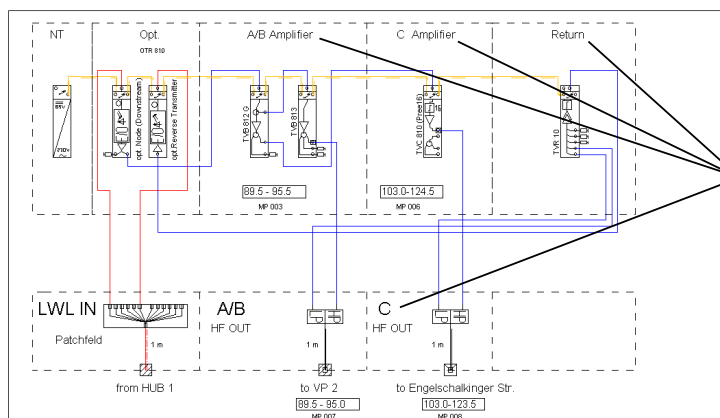 NT
Opt.
A/B Amplifier
C Amplifier
Return
OTR 810
opt. Node (Downstream)
opt.Reverse Transmitter
TVB 812 G
TVB 813
TVC 810 (Pree16)
TVR 10
89.5 - 95.5
103.0-124.5
MP 003
MP 006
LWL IN
A/B
C
Patchfeld
HF OUT
HF OUT
1 m
1 m
1 m
from HUB 1
to VP 2
to Engelschalkinger Str.
89.5 - 95.0
103.0-123.5
MP 007
MP 008